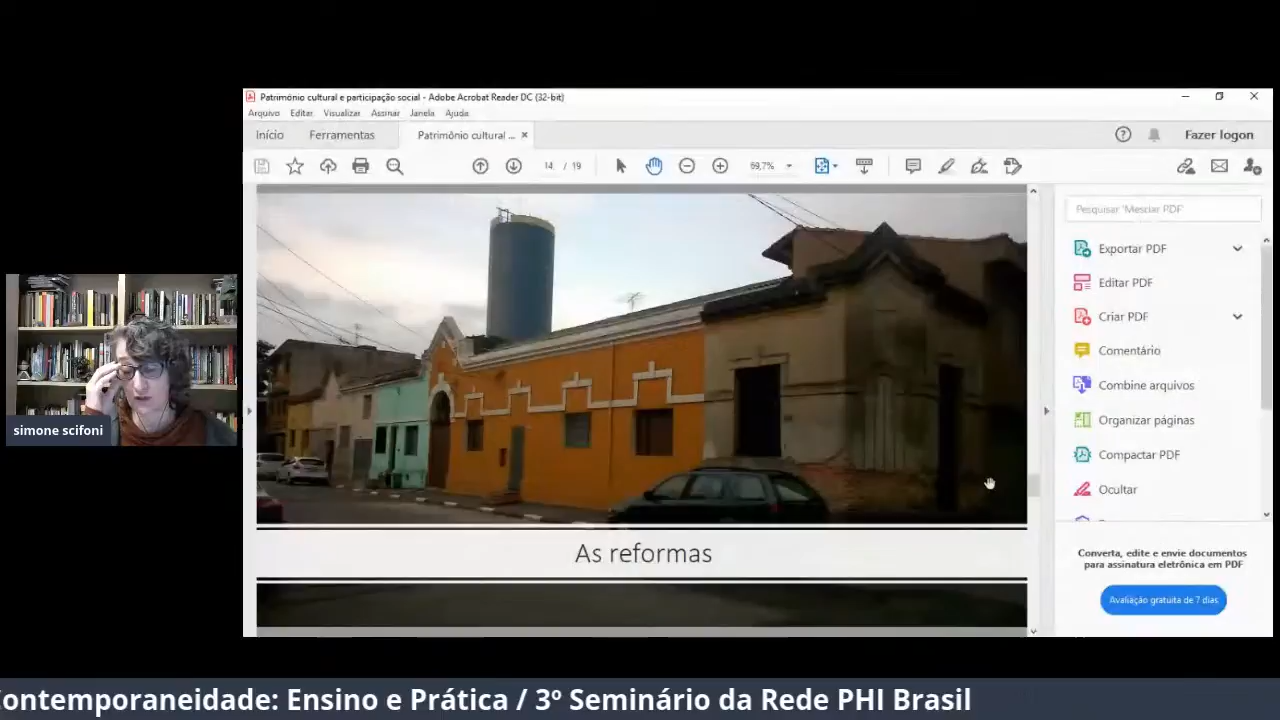 Patrimônio cultural e participação social - Adobe Acrobat Reader DC (32-bit)
Arquivo Editar Visualizar Assinar Janela Ajuda
Início Ferramentas Patrimônio cultural ... × Fazer logon
14 / 19 69,7%
Pesquisar 'Mesclar PDF'
Exportar PDF
Editar PDF
Criar PDF
Comentário
Combine arquivos
Organizar páginas
Compactar PDF
Ocultar
Converta, edite e envie documentos
para assinatura eletrônica em PDF
Avaliação gratuita de 7 dias
As reformas
simone scifoni
Contemporaneidade: Ensino e Prática / 3º Seminário da Rede PHI Brasil